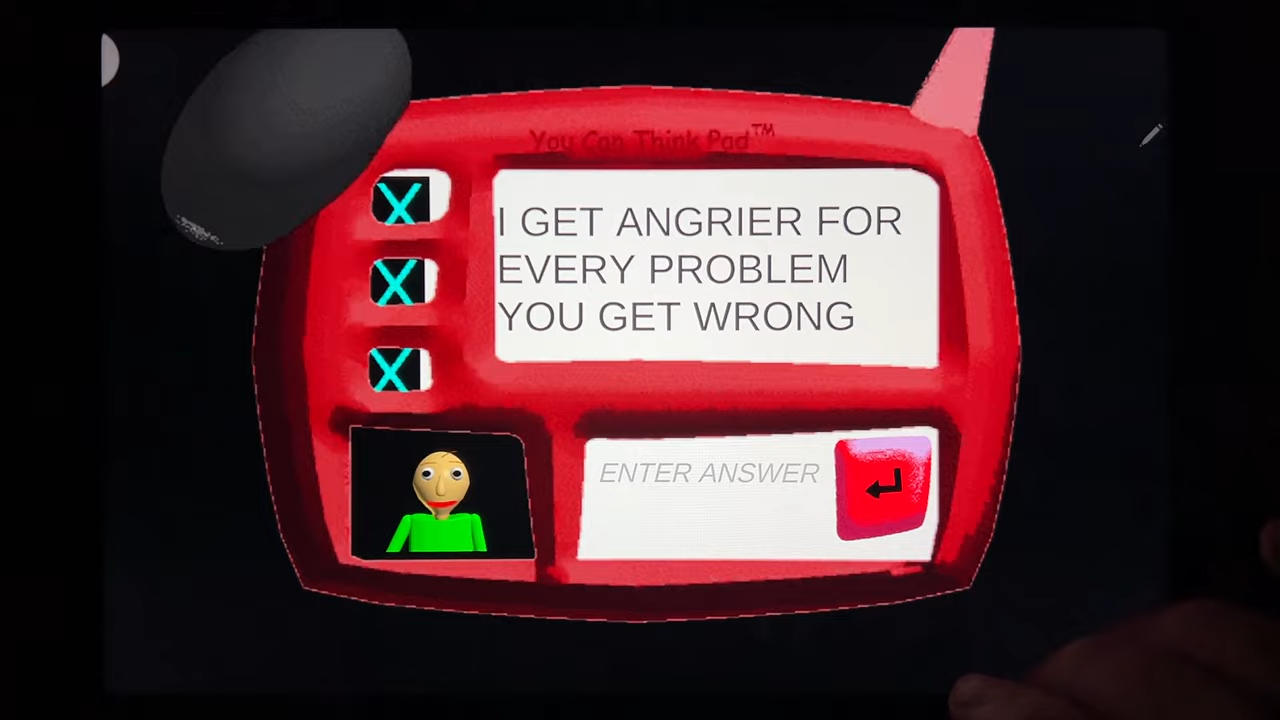 You Can Think Pad™
X
I GET ANGRIER FOR
EVERY PROBLEM
X
YOU GET WRONG
X
ENTER ANSWER